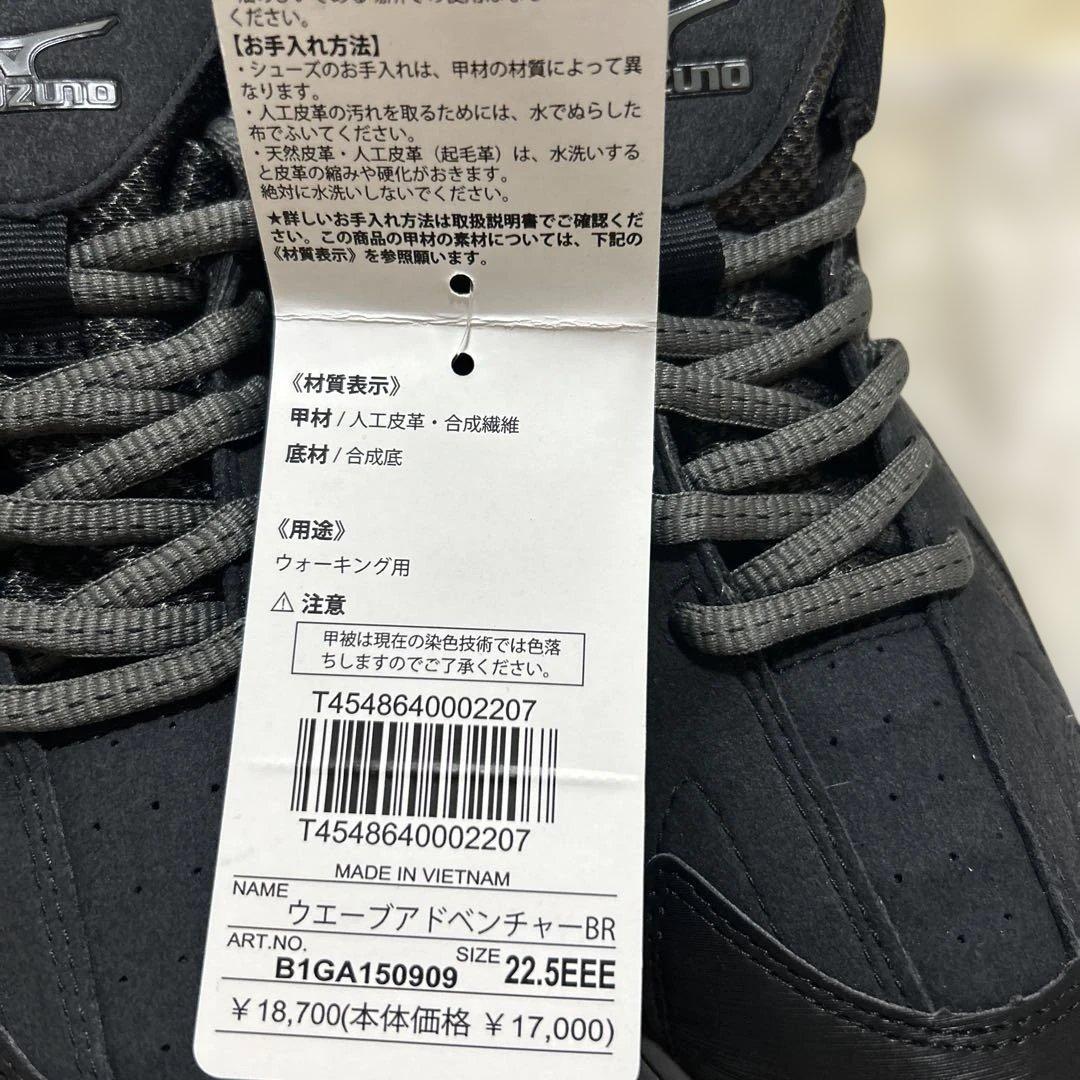 ください。
【お手入れ方法】
・シューズのお手入れは、甲材の材質によって異
なります。
・人工皮革の汚れを取るためには、水でぬらした
布でふいてください。
・天然皮革・人工皮革（起毛革）は、水洗いする
と皮革の縮みや硬化がおきます。
絶対に水洗いしないでください。
★詳しいお手入れ方法は取扱説明書でご確認くだ
さい。この商品の甲材の素材については、下記の
《材質表示》を参照願います。
《材質表示》
甲材 / 人工皮革・合成繊維
底材 / 合成底
《用途》
ウォーキング用
⚠ 注意
甲被は現在の染色技術では色落
ちしますのでご了承ください。
T4548640002207
T4548640002207
MADE IN VIETNAM
NAME
ウエーブアドベンチャーBR
ART.NO.
B1GA150909
SIZE 22.5EEE
￥18,700(本体価格 ￥17,000)